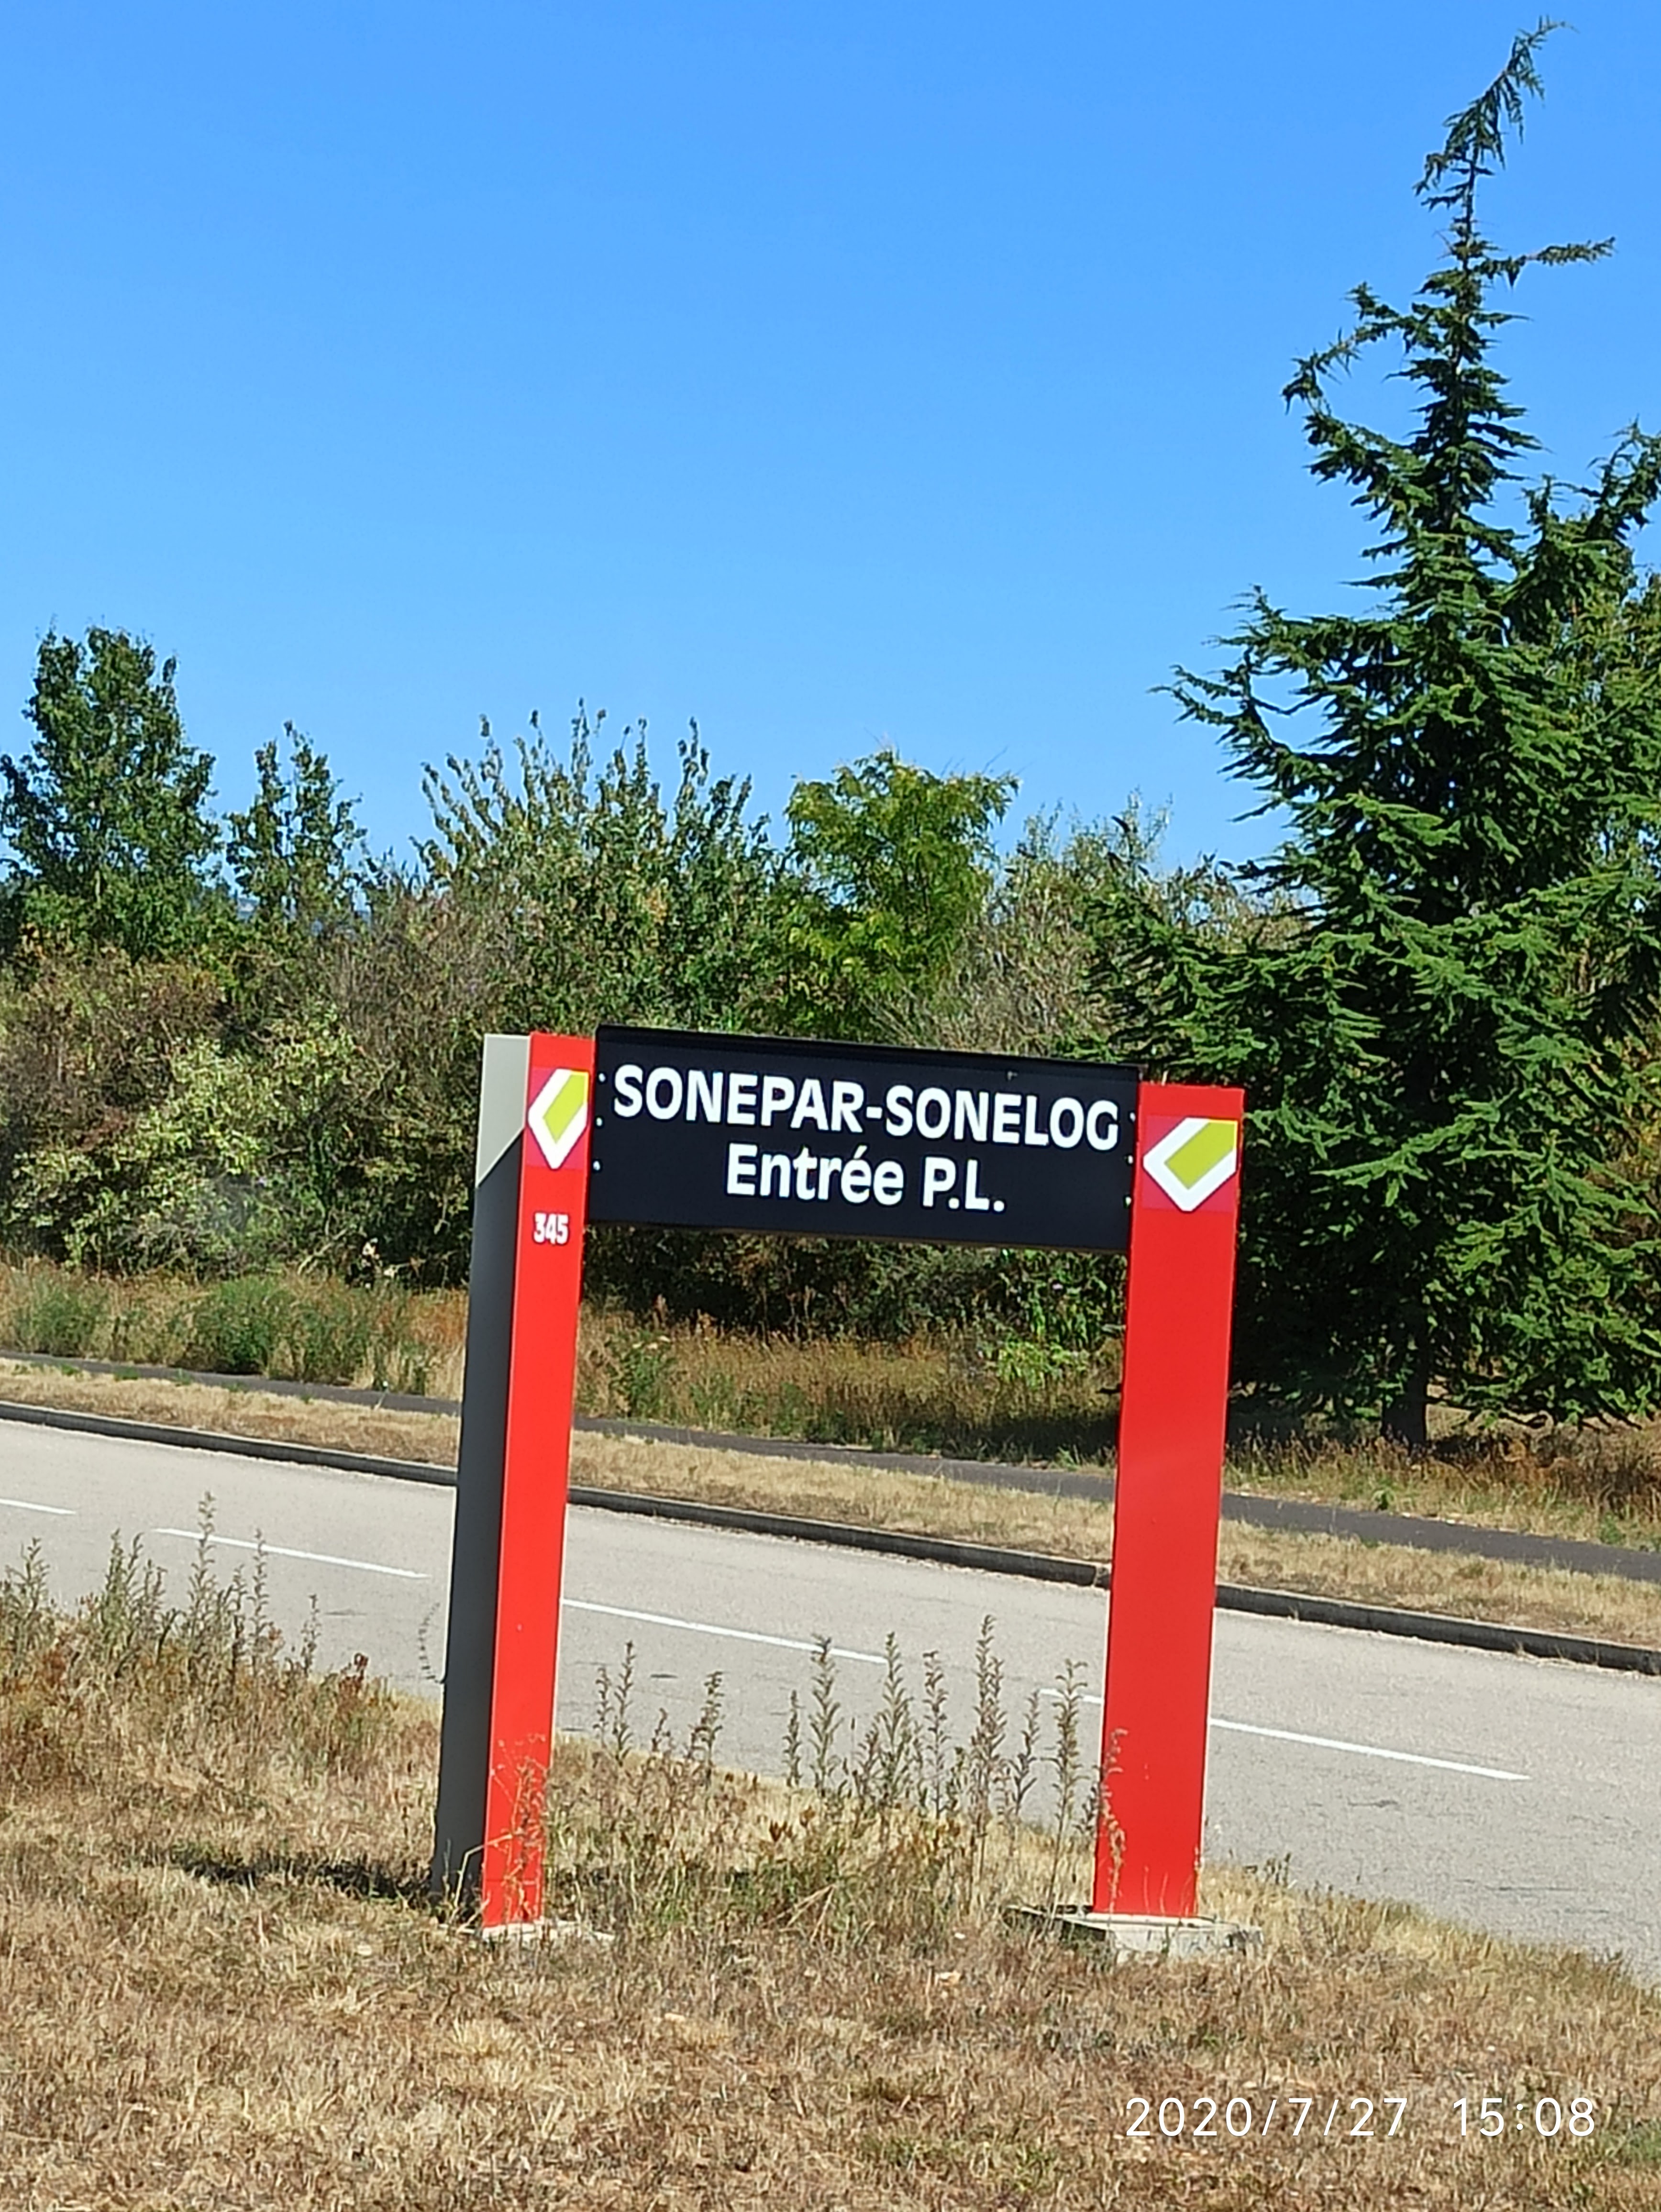 SONEPAR-SONELOG
Entrée P.L.
345
2020/7/27 15:08